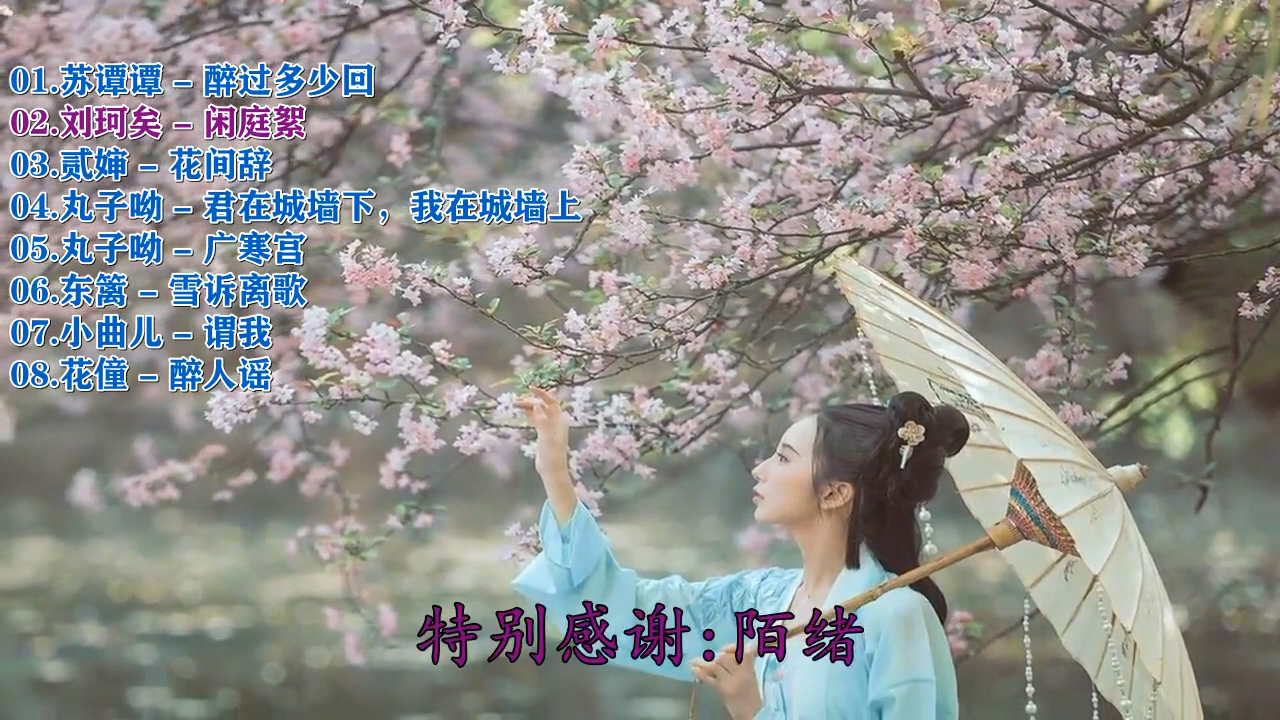 01.苏谭谭 – 醉过多少回
02.刘珂矣 – 闲庭絮
03.贰婶 – 花间辞
04.丸子呦 – 君在城墙下，我在城墙上
05.丸子呦 – 广寒宫
06.东篱 – 雪诉离歌
07.小曲儿 – 谓我
08.花僮 – 醉人谣
特别感谢:陌绪